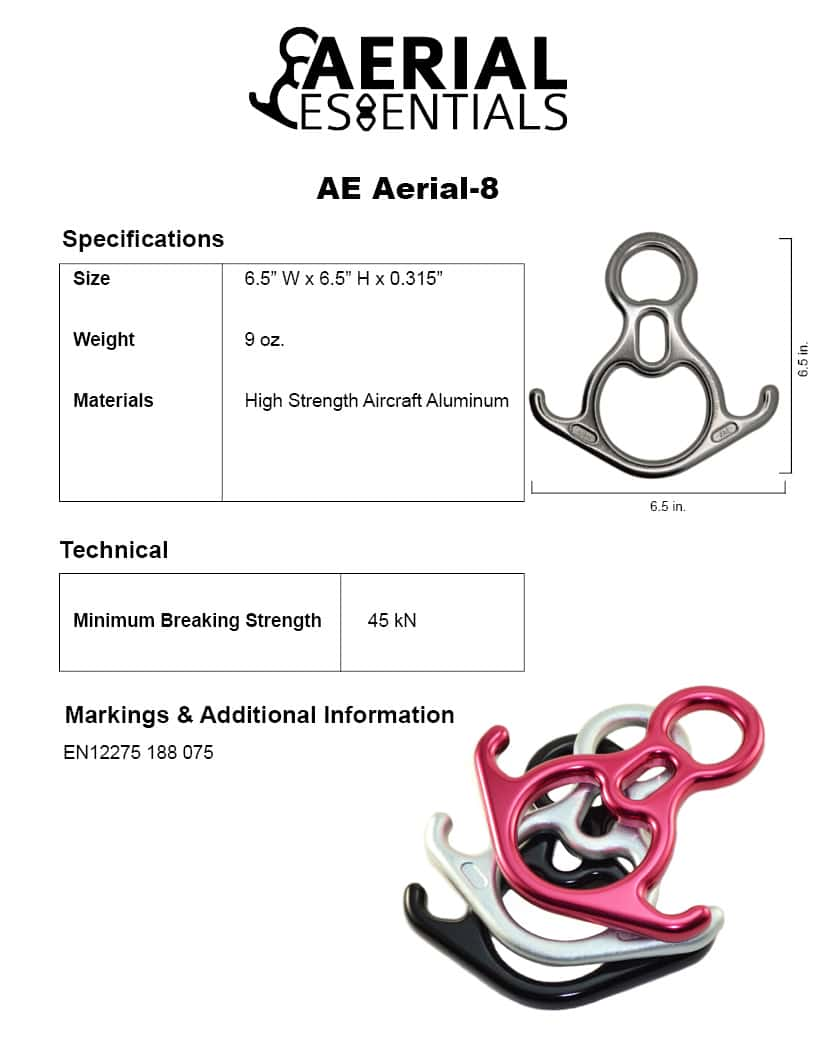 AERIAL
ESSENTIALS
AE Aerial-8
Specifications
Size 6.5” W x 6.5” H x 0.315”
Weight 9 oz.
Materials High Strength Aircraft Aluminum
6.5 in.
6.5 in.
Technical
Minimum Breaking Strength 45 kN
Markings & Additional Information
EN12275 188 075